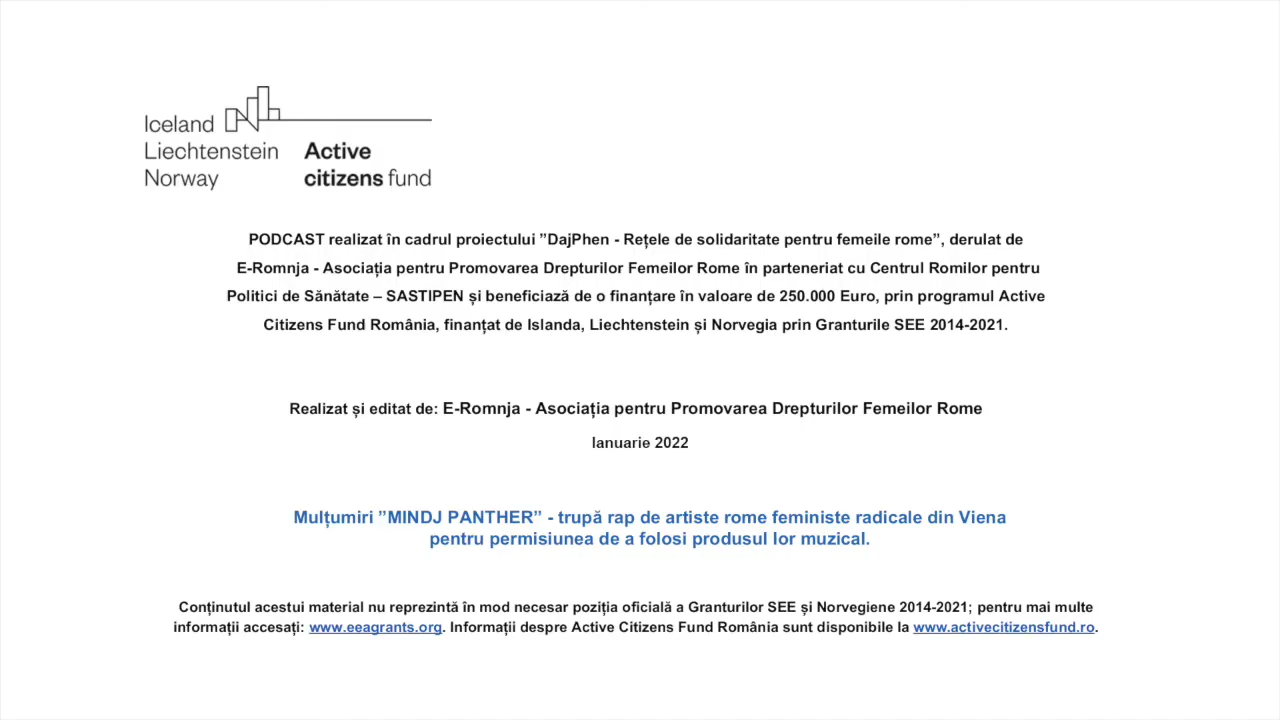 Iceland
Liechtenstein
Norway
Active
citizens fund
PODCAST realizat în cadrul proiectului ”DajPhen - Rețele de solidaritate pentru femeile rome”, derulat de
E-Romnja - Asociația pentru Promovarea Drepturilor Femeilor Rome în parteneriat cu Centrul Romilor pentru
Politici de Sănătate – SASTIPEN și beneficiază de o finanțare în valoare de 250.000 Euro, prin programul Active
Citizens Fund România, finanțat de Islanda, Liechtenstein și Norvegia prin Granturile SEE 2014-2021.
Realizat și editat de: E-Romnja - Asociația pentru Promovarea Drepturilor Femeilor Rome
Ianuarie 2022
Mulțumiri ”MINDJ PANTHER” - trupă rap de artiste rome feministe radicale din Viena
pentru permisiunea de a folosi produsul lor muzical.
Conținutul acestui material nu reprezintă în mod necesar poziția oficială a Granturilor SEE și Norvegiene 2014-2021; pentru mai multe
informații accesați: www.eeagrants.org. Informații despre Active Citizens Fund România sunt disponibile la www.activecitizensfund.ro.